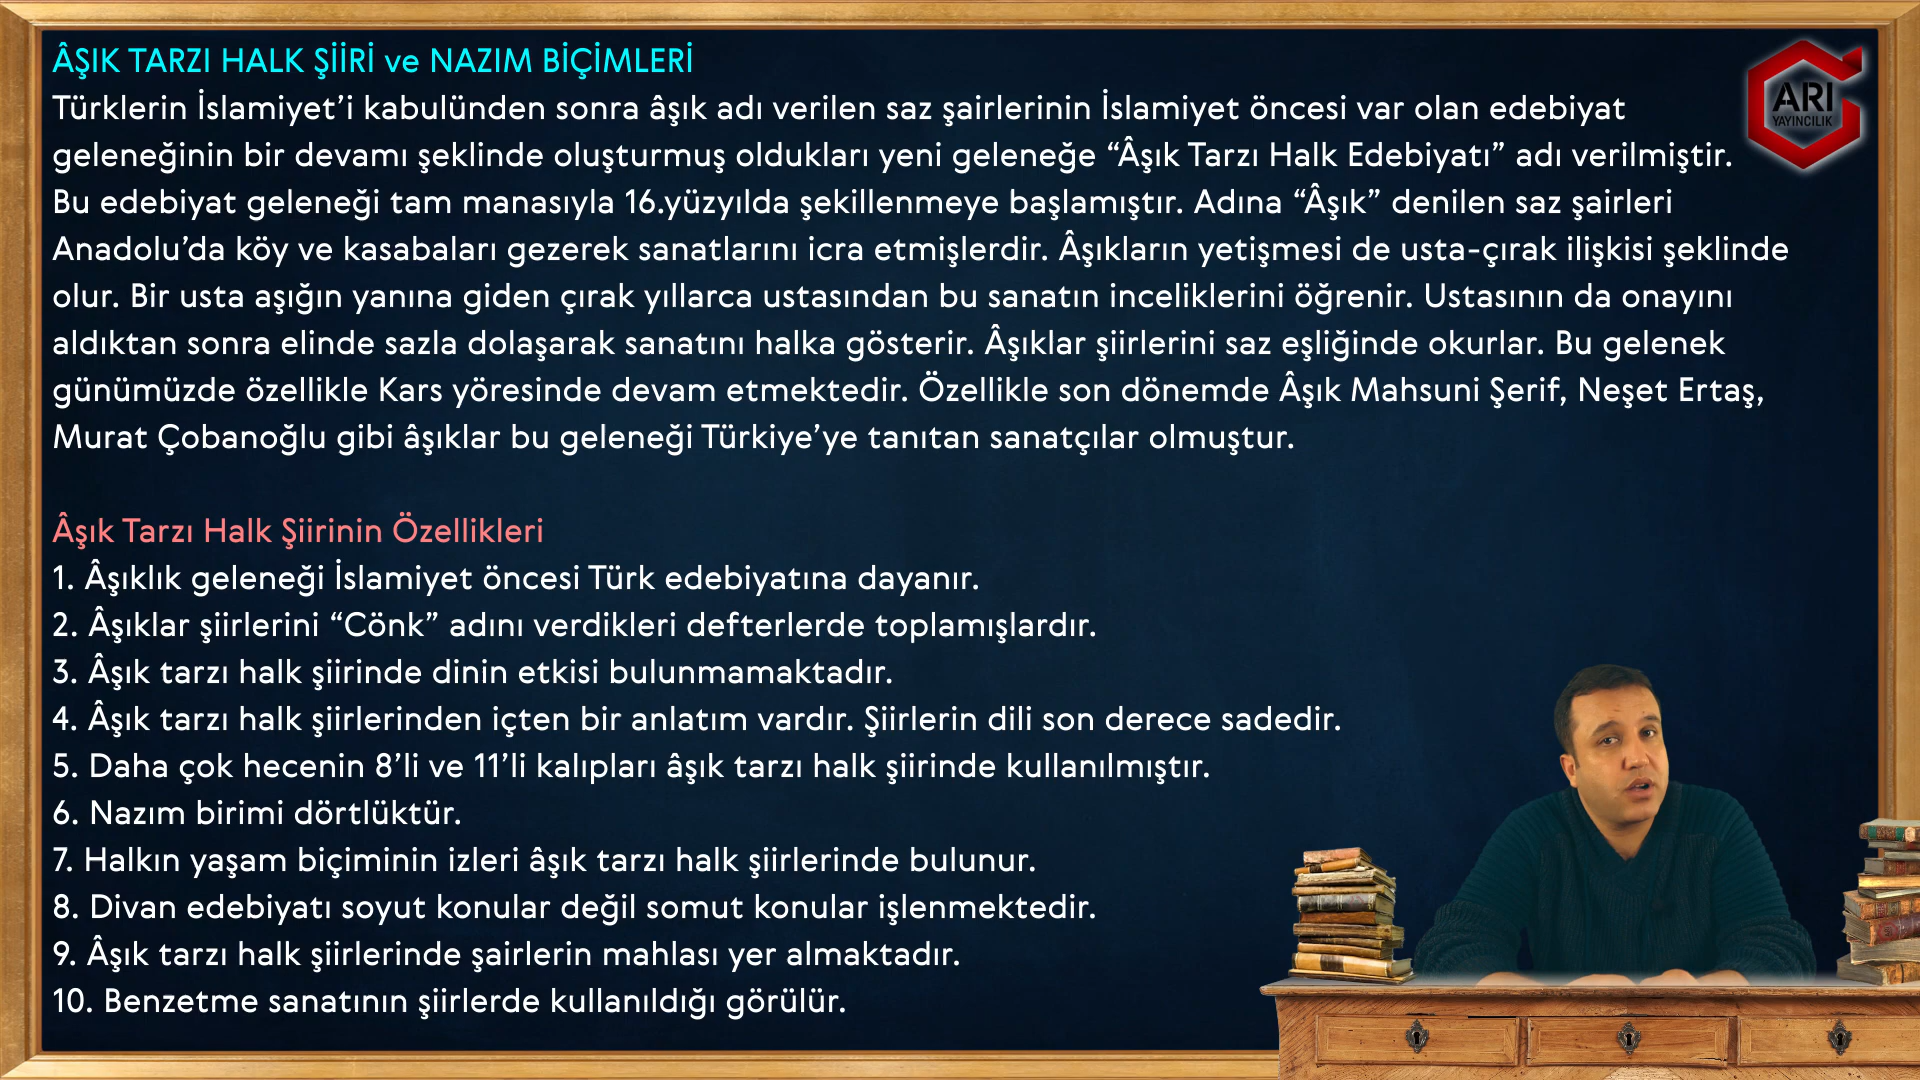 ÂŞIK TARZI HALK ŞİİRİ ve NAZIM BİÇİMLERİ
Türklerin İslamiyet’i kabulünden sonra âşık adı verilen saz şairlerinin İslamiyet öncesi var olan edebiyat
geleneğinin bir devamı şeklinde oluşturmuş oldukları yeni geleneğe “Âşık Tarzı Halk Edebiyatı” adı verilmiştir.
Bu edebiyat geleneği tam manasıyla 16.yüzyılda şekillenmeye başlamıştır. Adına “Âşık” denilen saz şairleri
Anadolu’da köy ve kasabaları gezerek sanatlarını icra etmişlerdir. Âşıkların yetişmesi de usta-çırak ilişkisi şeklinde
olur. Bir usta aşığın yanına giden çırak yıllarca ustasından bu sanatın inceliklerini öğrenir. Ustasının da onayını
aldıktan sonra elinde sazla dolaşarak sanatını halka gösterir. Âşıklar şiirlerini saz eşliğinde okurlar. Bu gelenek
günümüzde özellikle Kars yöresinde devam etmektedir. Özellikle son dönemde Âşık Mahsuni Şerif, Neşet Ertaş,
Murat Çobanoğlu gibi âşıklar bu geleneği Türkiye’ye tanıtan sanatçılar olmuştur.
Âşık Tarzı Halk Şiirinin Özellikleri
1. Âşıklık geleneği İslamiyet öncesi Türk edebiyatına dayanır.
2. Âşıklar şiirlerini “Cönk” adını verdikleri defterlerde toplamışlardır.
3. Âşık tarzı halk şiirinde dinin etkisi bulunmamaktadır.
4. Âşık tarzı halk şiirlerinden içten bir anlatım vardır. Şiirlerin dili son derece sadedir.
5. Daha çok hecenin 8’li ve 11’li kalıpları âşık tarzı halk şiirinde kullanılmıştır.
6. Nazım birimi dörtlüktür.
7. Halkın yaşam biçiminin izleri âşık tarzı halk şiirlerinde bulunur.
8. Divan edebiyatı soyut konular değil somut konular işlenmektedir.
9. Âşık tarzı halk şiirlerinde şairlerin mahlası yer almaktadır.
10. Benzetme sanatının şiirlerde kullanıldığı görülür.
ARI
YAYINCILIK